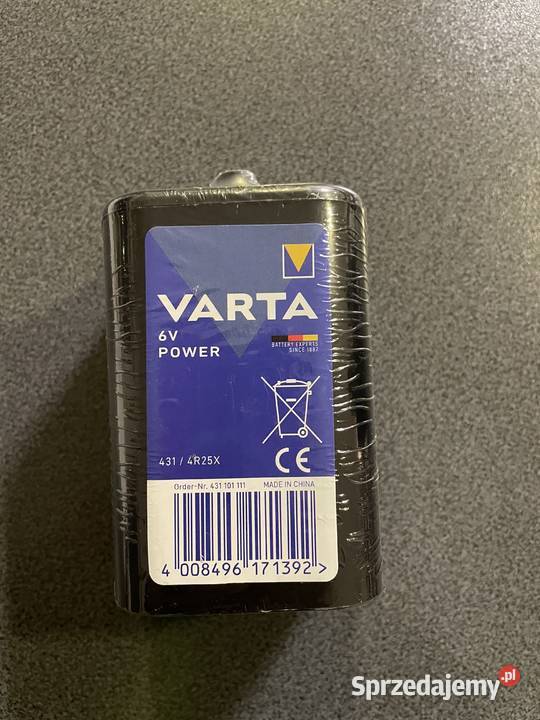 VARTA
6V
POWER
BATTERY EXPERTS
SINCE 1887
431 / 4R25X
CE
Order-Nr. 431 101 111 MADE IN CHINA
4 008496 171392 >
Sprzedajemy.pl